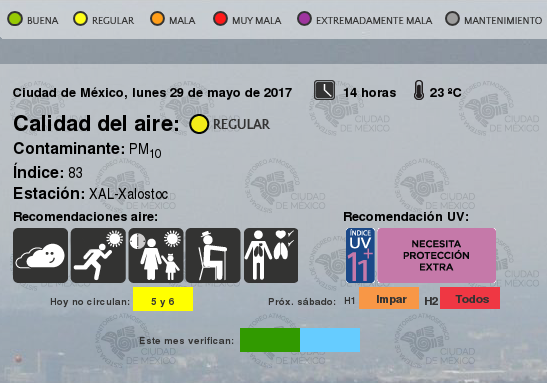 BUENA REGULAR MALA MUY MALA EXTREMADAMENTE MALA MANTENIMIENTO
Ciudad de México, lunes 29 de mayo de 2017 14 horas 23 ºC
Calidad del aire: REGULAR
Contaminante: PM10
Índice: 83
Estación: XAL-Xalostoc
Recomendaciones aire: Recomendación UV:
ÍNDICE UV 11+
NECESITA
PROTECCIÓN
EXTRA
Hoy no circulan: 5 y 6 Próx. sábado: H1 Impar H2 Todos
Este mes verifican:
CIUDAD
DE MÉXICO